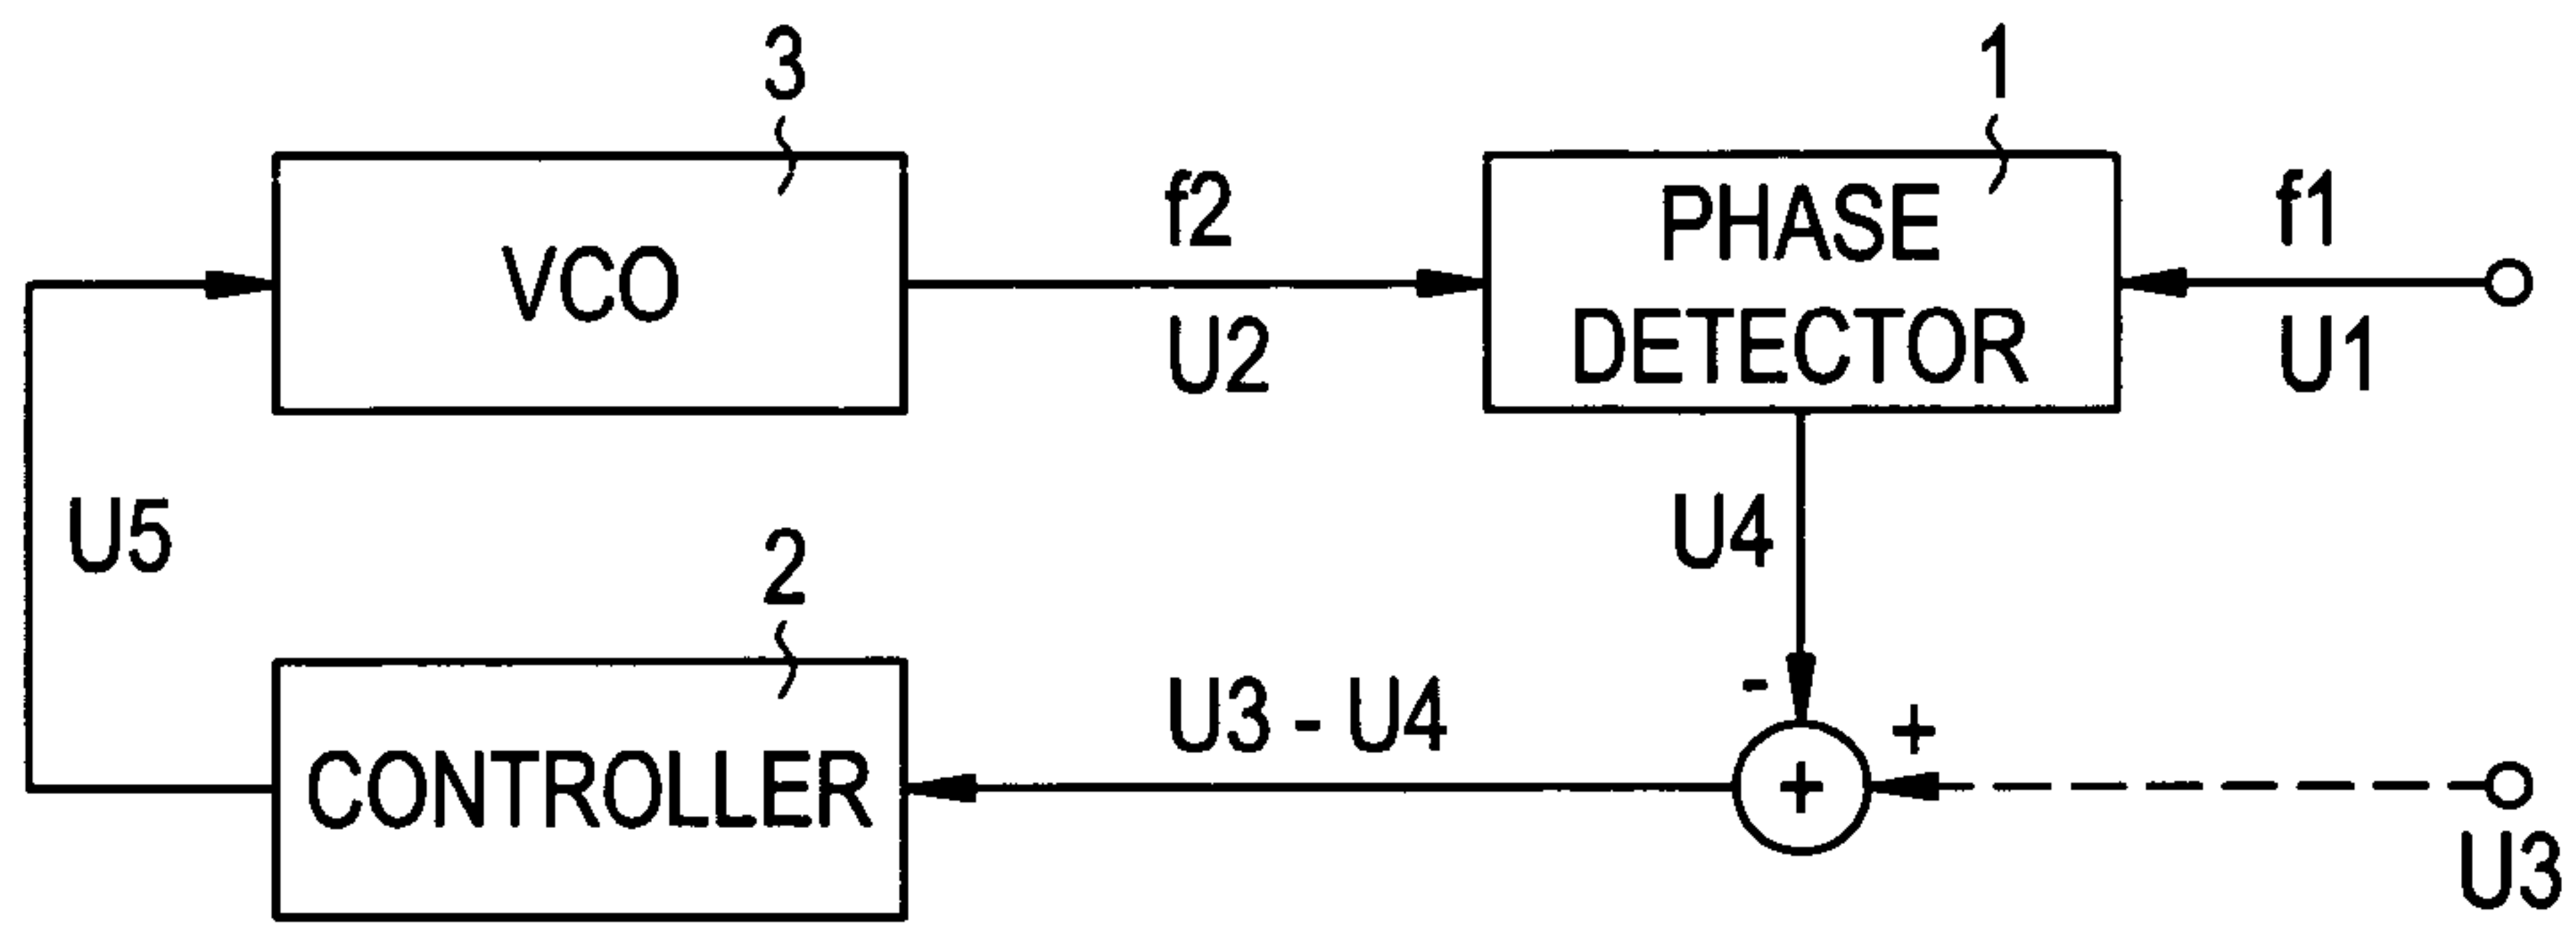 3
1
VCO
f2
U2
PHASE
DETECTOR
f1
U1
U5
U4
2
CONTROLLER
U3 - U4
-
+
+
U3